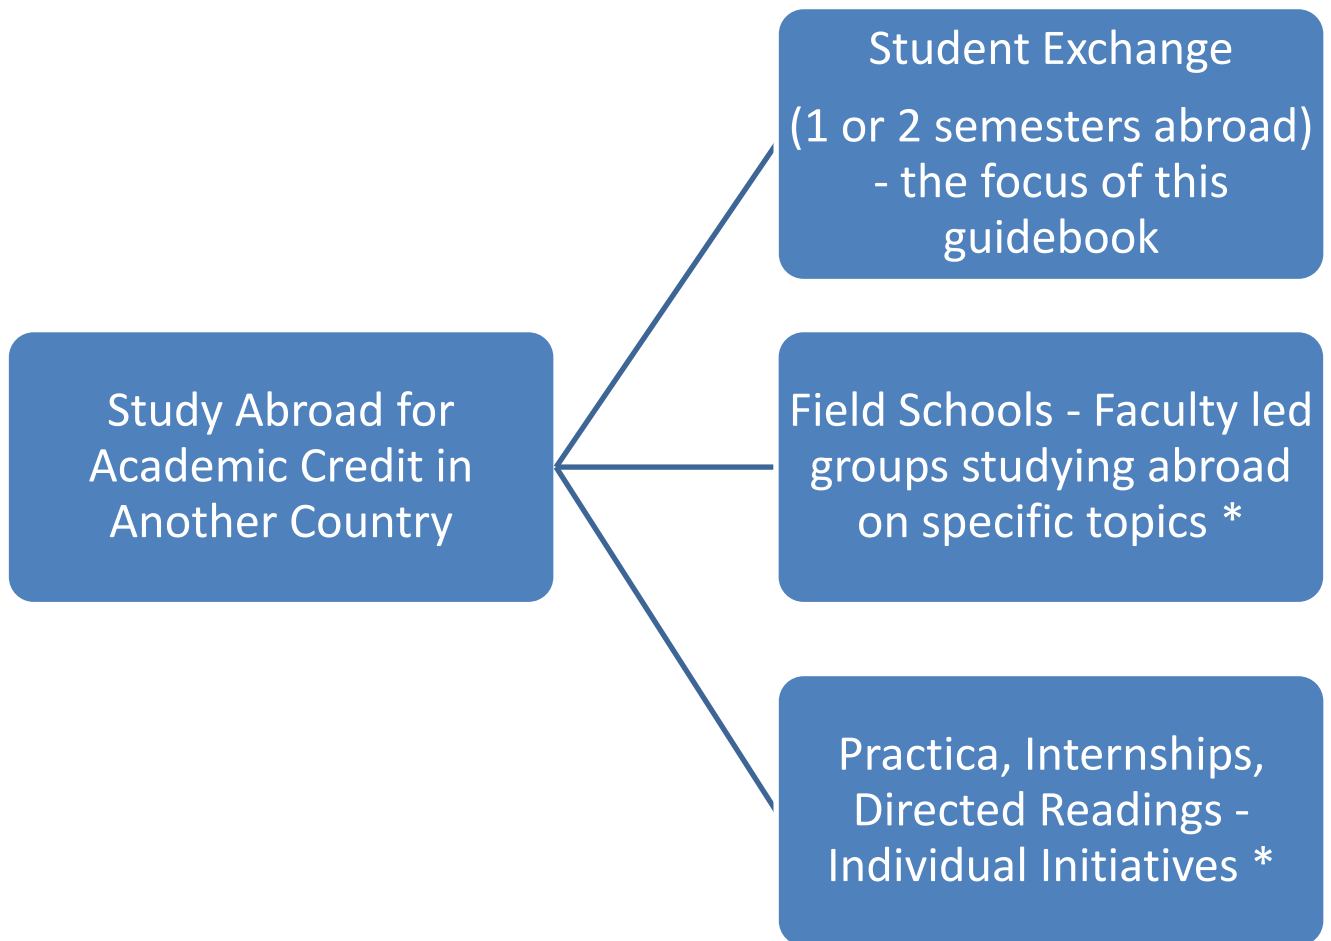 Student Exchange
(1 or 2 semesters abroad)
- the focus of this
guidebook
Study Abroad for
Academic Credit in
Another Country
Field Schools - Faculty led
groups studying abroad
on specific topics *
Practica, Internships,
Directed Readings -
Individual Initiatives *